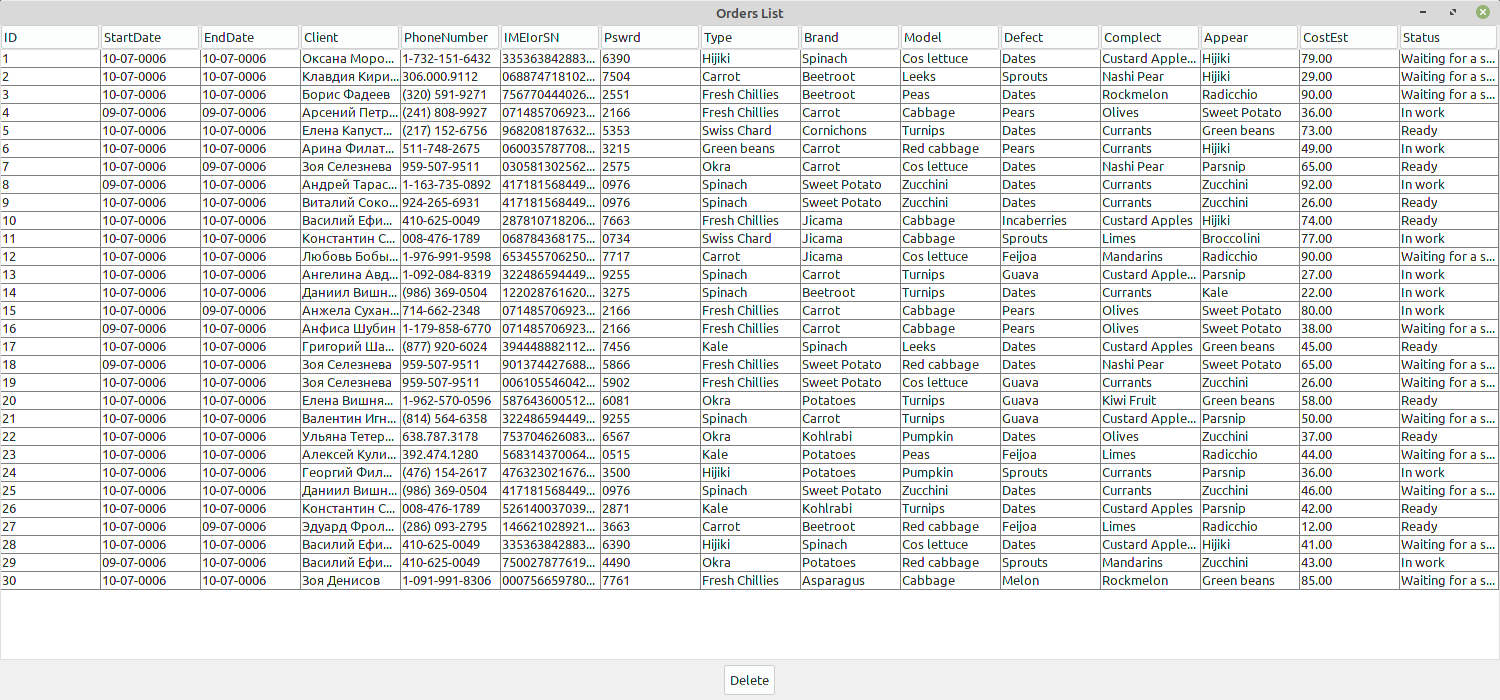 Orders List
ID StartDate EndDate Client PhoneNumber IMEIorSN Pswrd Type Brand Model Defect Complect Appear CostEst Status
1 10-07-0006 10-07-0006 Оксана Моро... 1-732-151-6432 335363842883... 6390 Hijiki Spinach Cos lettuce Dates Custard Apple... Hijiki 79.00 Waiting for a s...
2 10-07-0006 10-07-0006 Клавдия Кири... 306.000.9112 068874718102... 7504 Carrot Beetroot Leeks Sprouts Nashi Pear Hijiki 29.00 Waiting for a s...
3 10-07-0006 10-07-0006 Борис Фадеев (320) 591-9271 756770444026... 2551 Fresh Chillies Beetroot Peas Dates Rockmelon Radicchio 90.00 Waiting for a s...
4 09-07-0006 09-07-0006 Арсений Петр... (241) 808-9927 071485706923... 2166 Fresh Chillies Carrot Cabbage Pears Olives Sweet Potato 36.00 In work
5 10-07-0006 10-07-0006 Елена Капуст... (217) 152-6756 968208187632... 5353 Swiss Chard Cornichons Turnips Dates Currants Green beans 73.00 Ready
6 10-07-0006 10-07-0006 Арина Филат... 511-748-2675 060035787708... 3215 Green beans Carrot Red cabbage Pears Currants Hijiki 49.00 In work
7 10-07-0006 09-07-0006 Зоя Селезнева 959-507-9511 030581302562... 2575 Okra Carrot Cos lettuce Dates Nashi Pear Parsnip 65.00 Ready
8 09-07-0006 10-07-0006 Андрей Тарас... 1-163-735-0892 417181568449... 0976 Spinach Sweet Potato Zucchini Dates Currants Zucchini 92.00 In work
9 10-07-0006 10-07-0006 Виталий Соко... 924-265-6931 417181568449... 0976 Spinach Sweet Potato Zucchini Dates Currants Zucchini 26.00 Ready
10 10-07-0006 10-07-0006 Василий Ефи... 410-625-0049 287810718206... 7663 Fresh Chillies Jicama Cabbage Incaberries Custard Apples Hijiki 74.00 Ready
11 10-07-0006 10-07-0006 Константин С... 008-476-1789 068784368175... 0734 Swiss Chard Jicama Cabbage Sprouts Limes Broccolini 77.00 In work
12 10-07-0006 10-07-0006 Любовь Бобы... 1-976-991-9598 653455706250... 7717 Carrot Jicama Cos lettuce Feijoa Mandarins Radicchio 90.00 Waiting for a s...
13 10-07-0006 10-07-0006 Ангелина Авд... 1-092-084-8319 322486594449... 9255 Spinach Carrot Turnips Guava Custard Apple... Parsnip 27.00 In work
14 10-07-0006 10-07-0006 Даниил Вишн... (986) 369-0504 122028761620... 3275 Spinach Beetroot Turnips Dates Currants Kale 22.00 In work
15 10-07-0006 09-07-0006 Анжела Сухан... 714-662-2348 071485706923... 2166 Fresh Chillies Carrot Cabbage Pears Olives Sweet Potato 80.00 In work
16 09-07-0006 10-07-0006 Анфиса Шубин 1-179-858-6770 071485706923... 2166 Fresh Chillies Carrot Cabbage Pears Olives Sweet Potato 38.00 Waiting for a s...
17 10-07-0006 10-07-0006 Григорий Ша... (877) 920-6024 394448882112... 7456 Kale Spinach Leeks Dates Custard Apples Green beans 45.00 Ready
18 09-07-0006 10-07-0006 Зоя Селезнева 959-507-9511 901374427688... 5866 Fresh Chillies Sweet Potato Red cabbage Dates Nashi Pear Sweet Potato 65.00 Waiting for a s...
19 10-07-0006 10-07-0006 Зоя Селезнева 959-507-9511 006105546042... 5902 Fresh Chillies Sweet Potato Cos lettuce Guava Currants Zucchini 26.00 Waiting for a s...
20 10-07-0006 10-07-0006 Елена Вишня... 1-962-570-0596 587643600512... 6081 Okra Potatoes Turnips Guava Kiwi Fruit Green beans 58.00 Ready
21 10-07-0006 10-07-0006 Валентин Игн... (814) 564-6358 322486594449... 9255 Spinach Carrot Turnips Guava Custard Apple... Parsnip 50.00 Waiting for a s...
22 10-07-0006 10-07-0006 Ульяна Тетер... 638.787.3178 753704626083... 6567 Okra Kohlrabi Pumpkin Dates Olives Zucchini 37.00 Ready
23 10-07-0006 10-07-0006 Алексей Кули... 392.474.1280 568314370064... 0515 Kale Potatoes Peas Feijoa Limes Radicchio 44.00 Waiting for a s...
24 10-07-0006 10-07-0006 Георгий Фил... (476) 154-2617 476323021676... 3500 Hijiki Potatoes Pumpkin Sprouts Currants Parsnip 36.00 In work
25 10-07-0006 10-07-0006 Даниил Вишн... (986) 369-0504 417181568449... 0976 Spinach Sweet Potato Zucchini Dates Currants Zucchini 46.00 Waiting for a s...
26 10-07-0006 10-07-0006 Константин С... 008-476-1789 526140037039... 2871 Kale Kohlrabi Turnips Dates Custard Apples Parsnip 42.00 Ready
27 10-07-0006 09-07-0006 Эдуард Фрол... (286) 093-2795 146621028921... 3663 Carrot Beetroot Red cabbage Feijoa Limes Radicchio 12.00 Ready
28 10-07-0006 10-07-0006 Василий Ефи... 410-625-0049 335363842883... 6390 Hijiki Spinach Cos lettuce Dates Custard Apple... Hijiki 41.00 Waiting for a s...
29 09-07-0006 10-07-0006 Василий Ефи... 410-625-0049 750027877619... 4490 Okra Potatoes Red cabbage Sprouts Mandarins Zucchini 43.00 In work
30 10-07-0006 10-07-0006 Зоя Денисов 1-091-991-8306 000756659780... 7761 Fresh Chillies Asparagus Cabbage Melon Rockmelon Green beans 85.00 Waiting for a s...
Delete